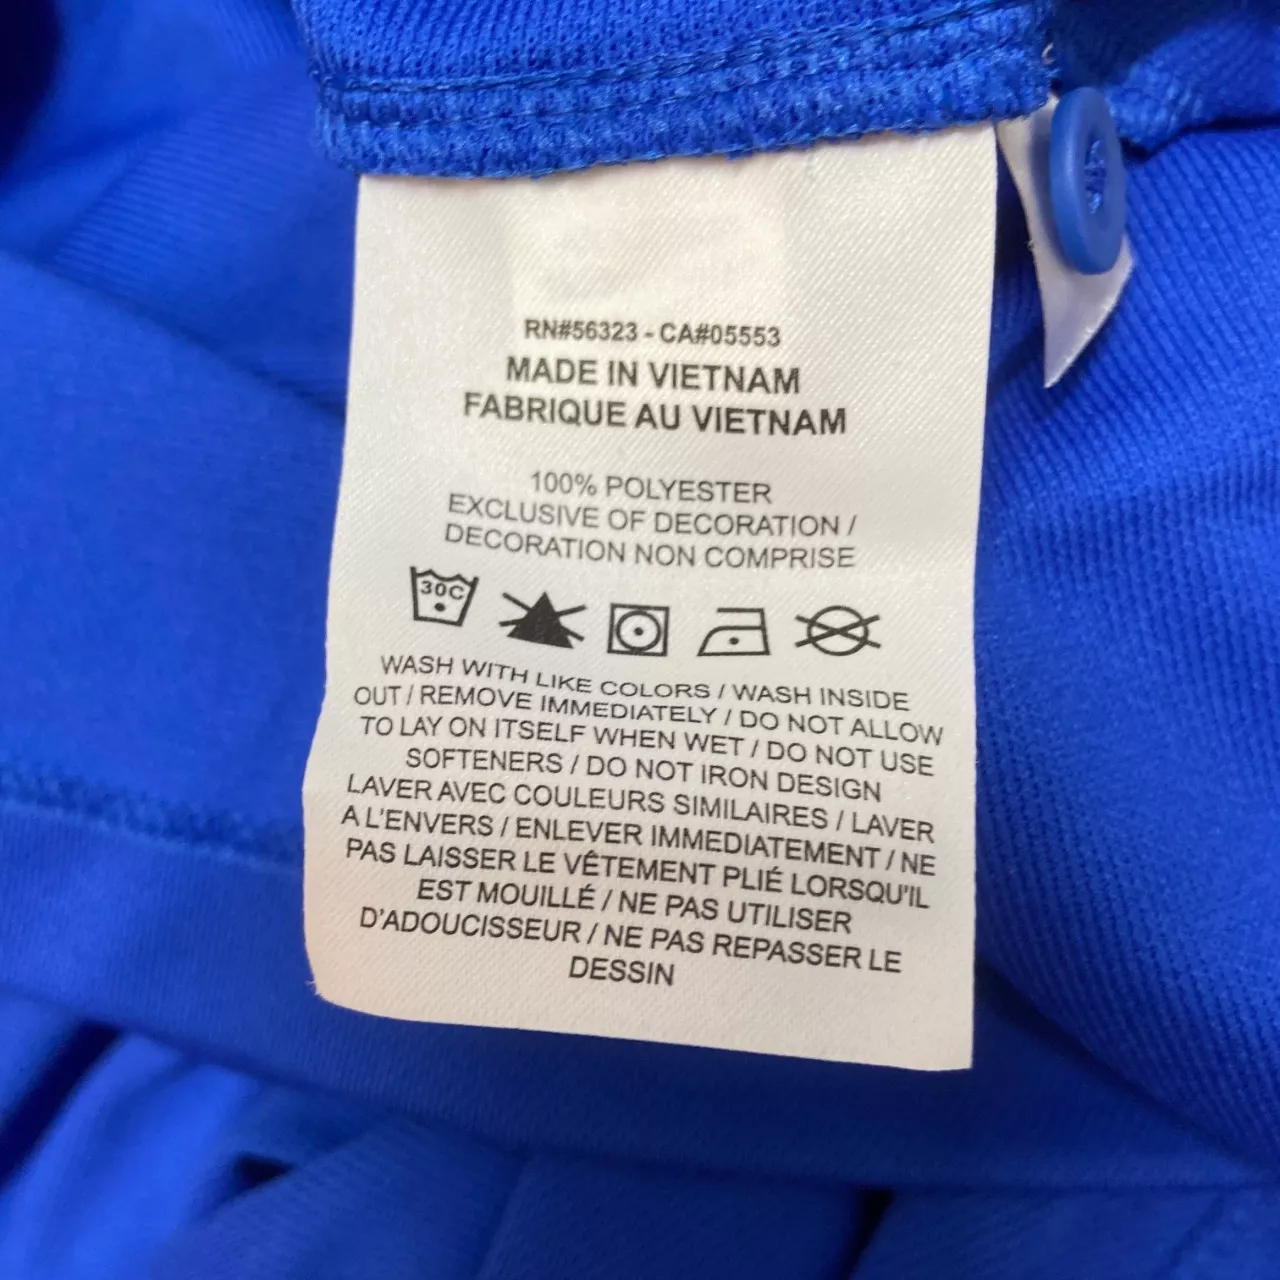 RN#56323 - CA#05553
MADE IN VIETNAM
FABRIQUE AU VIETNAM
100% POLYESTER
EXCLUSIVE OF DECORATION /
DECORATION NON COMPRISE
30C
WASH WITH LIKE COLORS / WASH INSIDE
OUT / REMOVE IMMEDIATELY / DO NOT ALLOW
TO LAY ON ITSELF WHEN WET / DO NOT USE
SOFTENERS / DO NOT IRON DESIGN
LAVER AVEC COULEURS SIMILAIRES / LAVER
A L'ENVERS / ENLEVER IMMEDIATEMENT / NE
PAS LAISSER LE VÊTEMENT PLIÉ LORSQU'IL
EST MOUILLÉ / NE PAS UTILISER
D'ADOUCISSEUR / NE PAS REPASSER LE
DESSIN